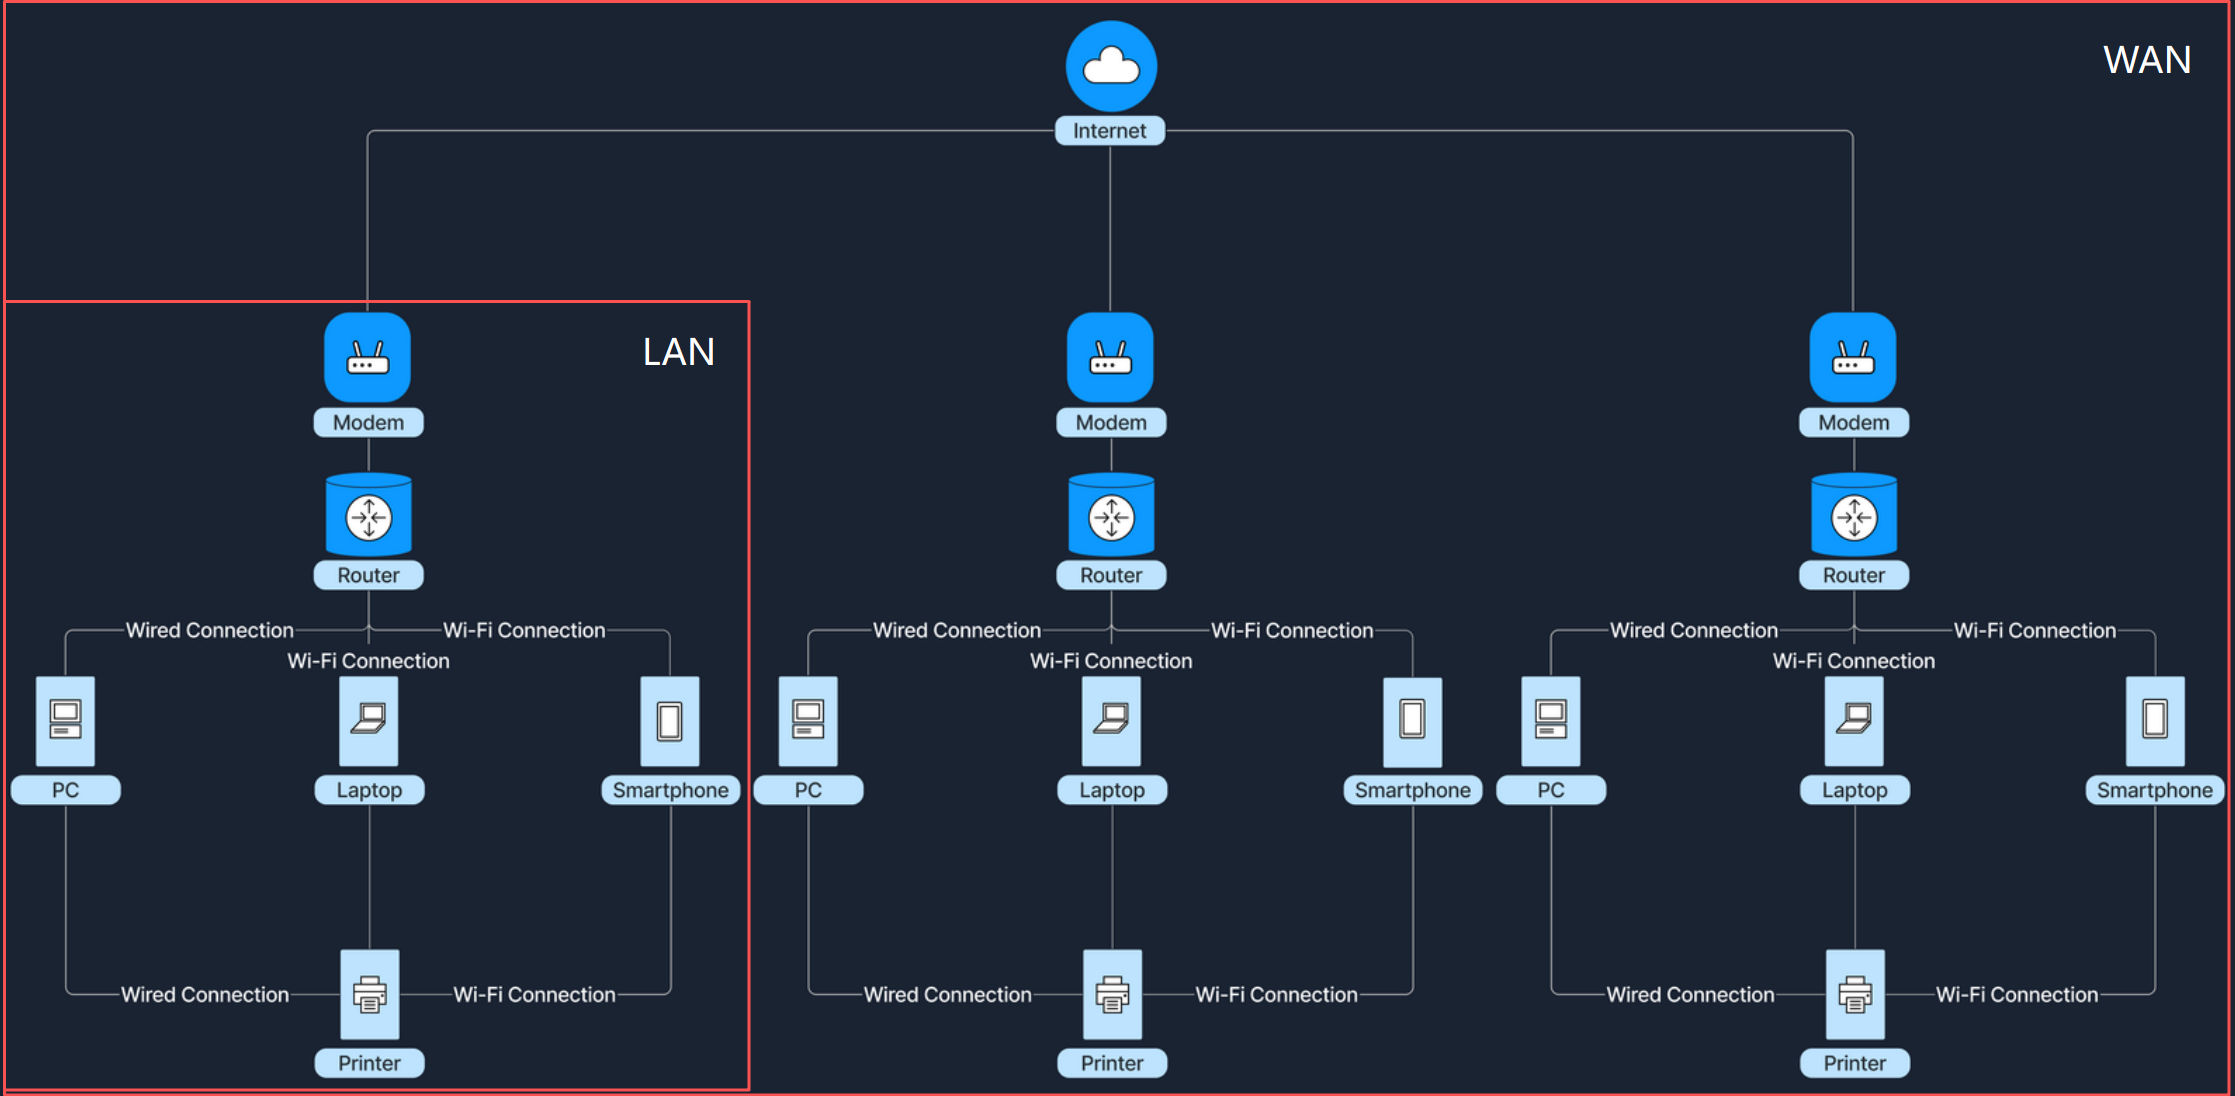 WAN
Internet
LAN
Modem
Modem
Modem
Router
Router
Router
Wired Connection
Wi-Fi Connection
Wired Connection
Wi-Fi Connection
Wired Connection
Wi-Fi Connection
Wi-Fi Connection
Wi-Fi Connection
Wi-Fi Connection
PC
Laptop
Smartphone
PC
Laptop
Smartphone
PC
Laptop
Smartphone
Wired Connection
Wi-Fi Connection
Wired Connection
Wi-Fi Connection
Wired Connection
Wi-Fi Connection
Printer
Printer
Printer